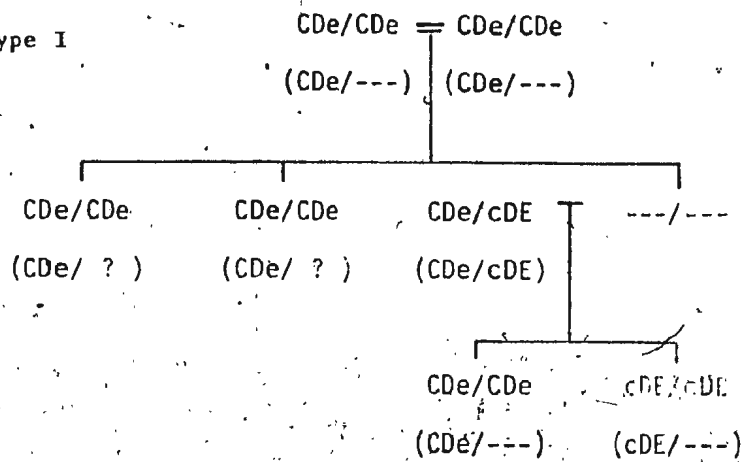 ype I
CDe/CDe = CDe/CDe
(CDe/---) (CDe/---)
CDe/CDe CDe/CDe CDe/cDE ---/---
(CDe/ ? ) (CDe/ ? ) (CDe/cDE)
CDe/CDe cDE/cDE
(CDe/---) (cDE/---)